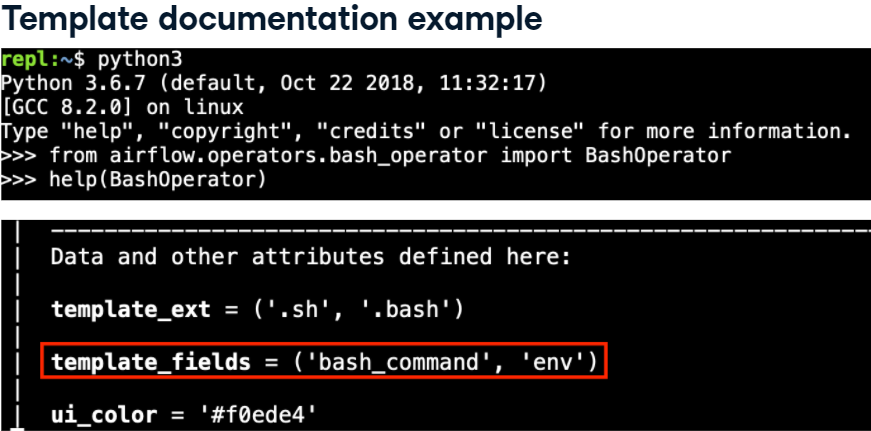 Template documentation example
repl:~$ python3
Python 3.6.7 (default, Oct 22 2018, 11:32:17)
[GCC 8.2.0] on linux
Type "help", "copyright", "credits" or "license" for more information.
>>> from airflow.operators.bash_operator import BashOperator
>>> help(BashOperator)
| ----------------------------------------------------------------------
| Data and other attributes defined here:
|
| template_ext = ('.sh', '.bash')
|
| template_fields = ('bash_command', 'env')
|
| ui_color = '#f0ede4'